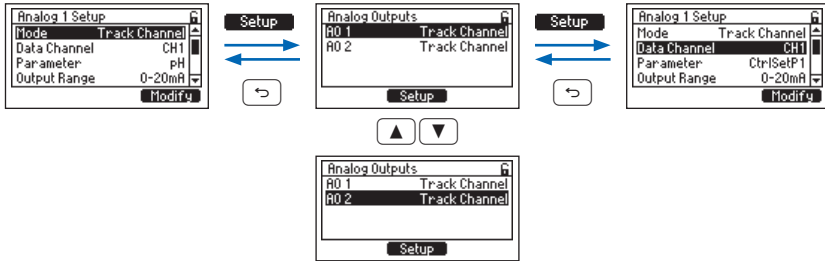 Analog 1 Setup
Mode Track Channel
Data Channel CH1
Parameter pH
Output Range 0-20mA
Modify
Setup
Analog Outputs
AO 1 Track Channel
AO 2 Track Channel
Setup
Setup
Analog 1 Setup
Mode Track Channel
Data Channel CH1
Parameter CtrlSetP1
Output Range 0-20mA
Modify
Analog Outputs
AO 1 Track Channel
AO 2 Track Channel
Setup